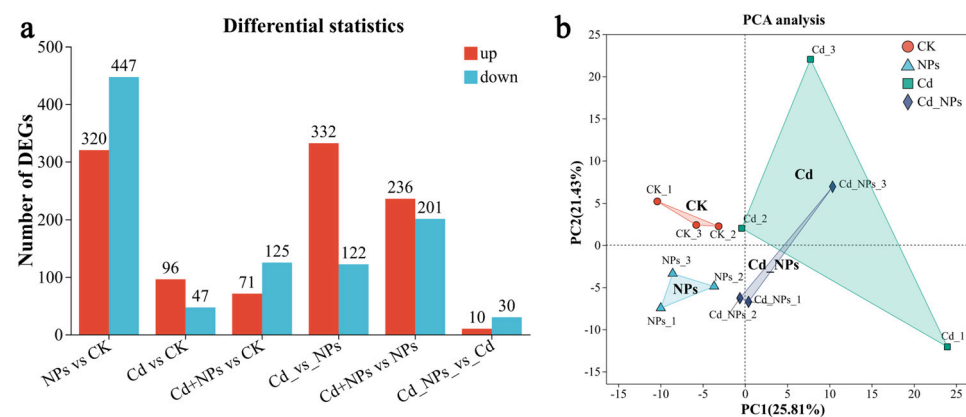 a
Differential statistics
up
down
Number of DEGs
500
400
300
200
100
0
320
447
96
47
71
125
332
122
236
201
10
30
NPs vs CK
Cd vs CK
Cd+NPs vs CK
Cd_vs_NPs
Cd+NPs vs NPs
Cd_NPs_vs_Cd
b
PCA analysis
CK
NPs
Cd
Cd_NPs
PC2(21.43%)
25
20
15
10
5
0
-5
-10
-15
Cd_3
CK_1
CK
CK_3
CK_2
Cd_2
Cd
Cd_NPs_3
NPs_3
NPs
NPs_2
NPs_1
Cd_NPs
Cd_NPs_2
Cd_NPs_1
Cd_1
-15
-10
-5
0
5
10
15
20
25
PC1(25.81%)